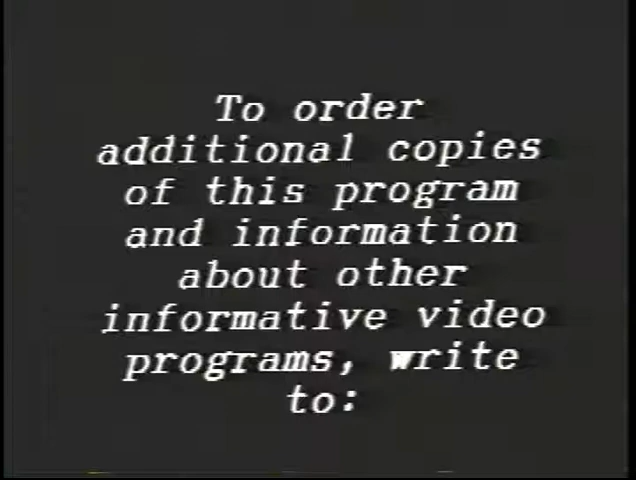 To order
additional copies
of this program
and information
about other
informative video
programs, write
to: